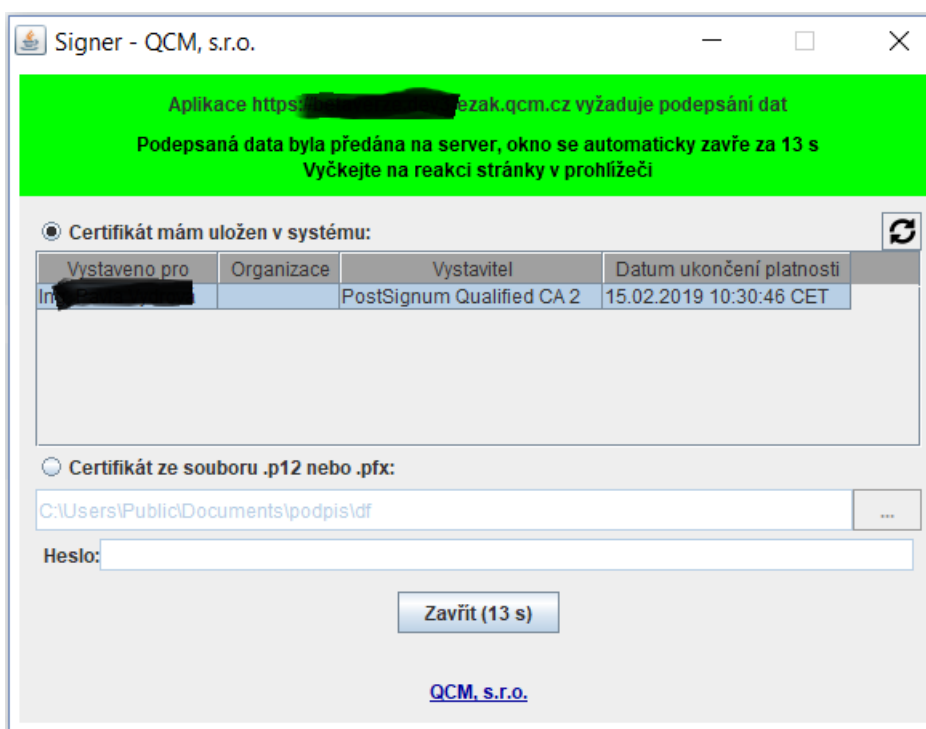 Signer - QCM, s.r.o.
Aplikace https: ezak.qcm.cz vyžaduje podepsání dat
Podepsaná data byla předána na server, okno se automaticky zavře za 13 s
Vyčkejte na reakci stránky v prohlížeči
Certifikát mám uložen v systému:
Vystaveno pro Organizace Vystavitel Datum ukončení platnosti
PostSignum Qualified CA 2 15.02.2019 10:30:46 CET
Certifikát ze souboru .p12 nebo .pfx:
C:\Users\Public\Documents\podpis\df ...
Heslo:
Zavřít (13 s)
QCM, s.r.o.